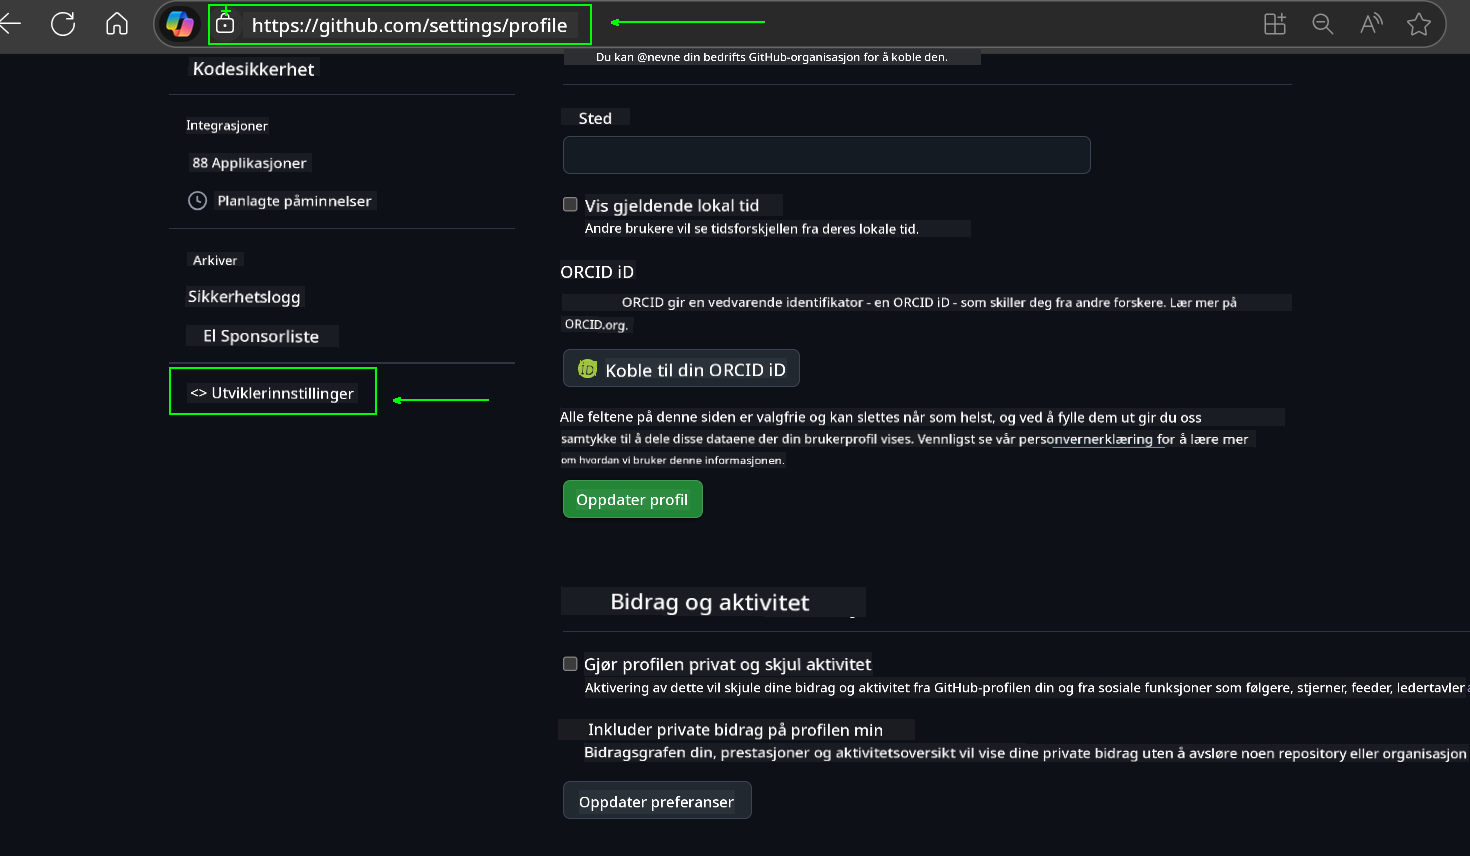 https://github.com/settings/profile
Kodesikkerhet
Integrasjoner
88 Applikasjoner
Planlagte påminnelser
Arkiver
Sikkerhetslogg
El Sponsorliste
<> Utviklerinnstillinger
Du kan @nevne din bedrifts GitHub-organisasjon for å koble den.
Sted
Vis gjeldende lokal tid
Andre brukere vil se tidsforskjellen fra deres lokale tid.
ORCID iD
ORCID gir en vedvarende identifikator - en ORCID iD - som skiller deg fra andre forskere. Lær mer på
ORCID.org.
iD Koble til din ORCID iD
Alle feltene på denne siden er valgfrie og kan slettes når som helst, og ved å fylle dem ut gir du oss
samtykke til å dele disse dataene der din brukerprofil vises. Vennligst se vår personvernerklæring for å lære mer
om hvordan vi bruker denne informasjonen.
Oppdater profil
Bidrag og aktivitet
Gjør profilen privat og skjul aktivitet
Aktivering av dette vil skjule dine bidrag og aktivitet fra GitHub-profilen din og fra sosiale funksjoner som følgere, stjerner, feeder, ledertavler
Inkluder private bidrag på profilen min
Bidragsgrafen din, prestasjoner og aktivitetsoversikt vil vise dine private bidrag uten å avsløre noen repository eller organisasjon
Oppdater preferanser